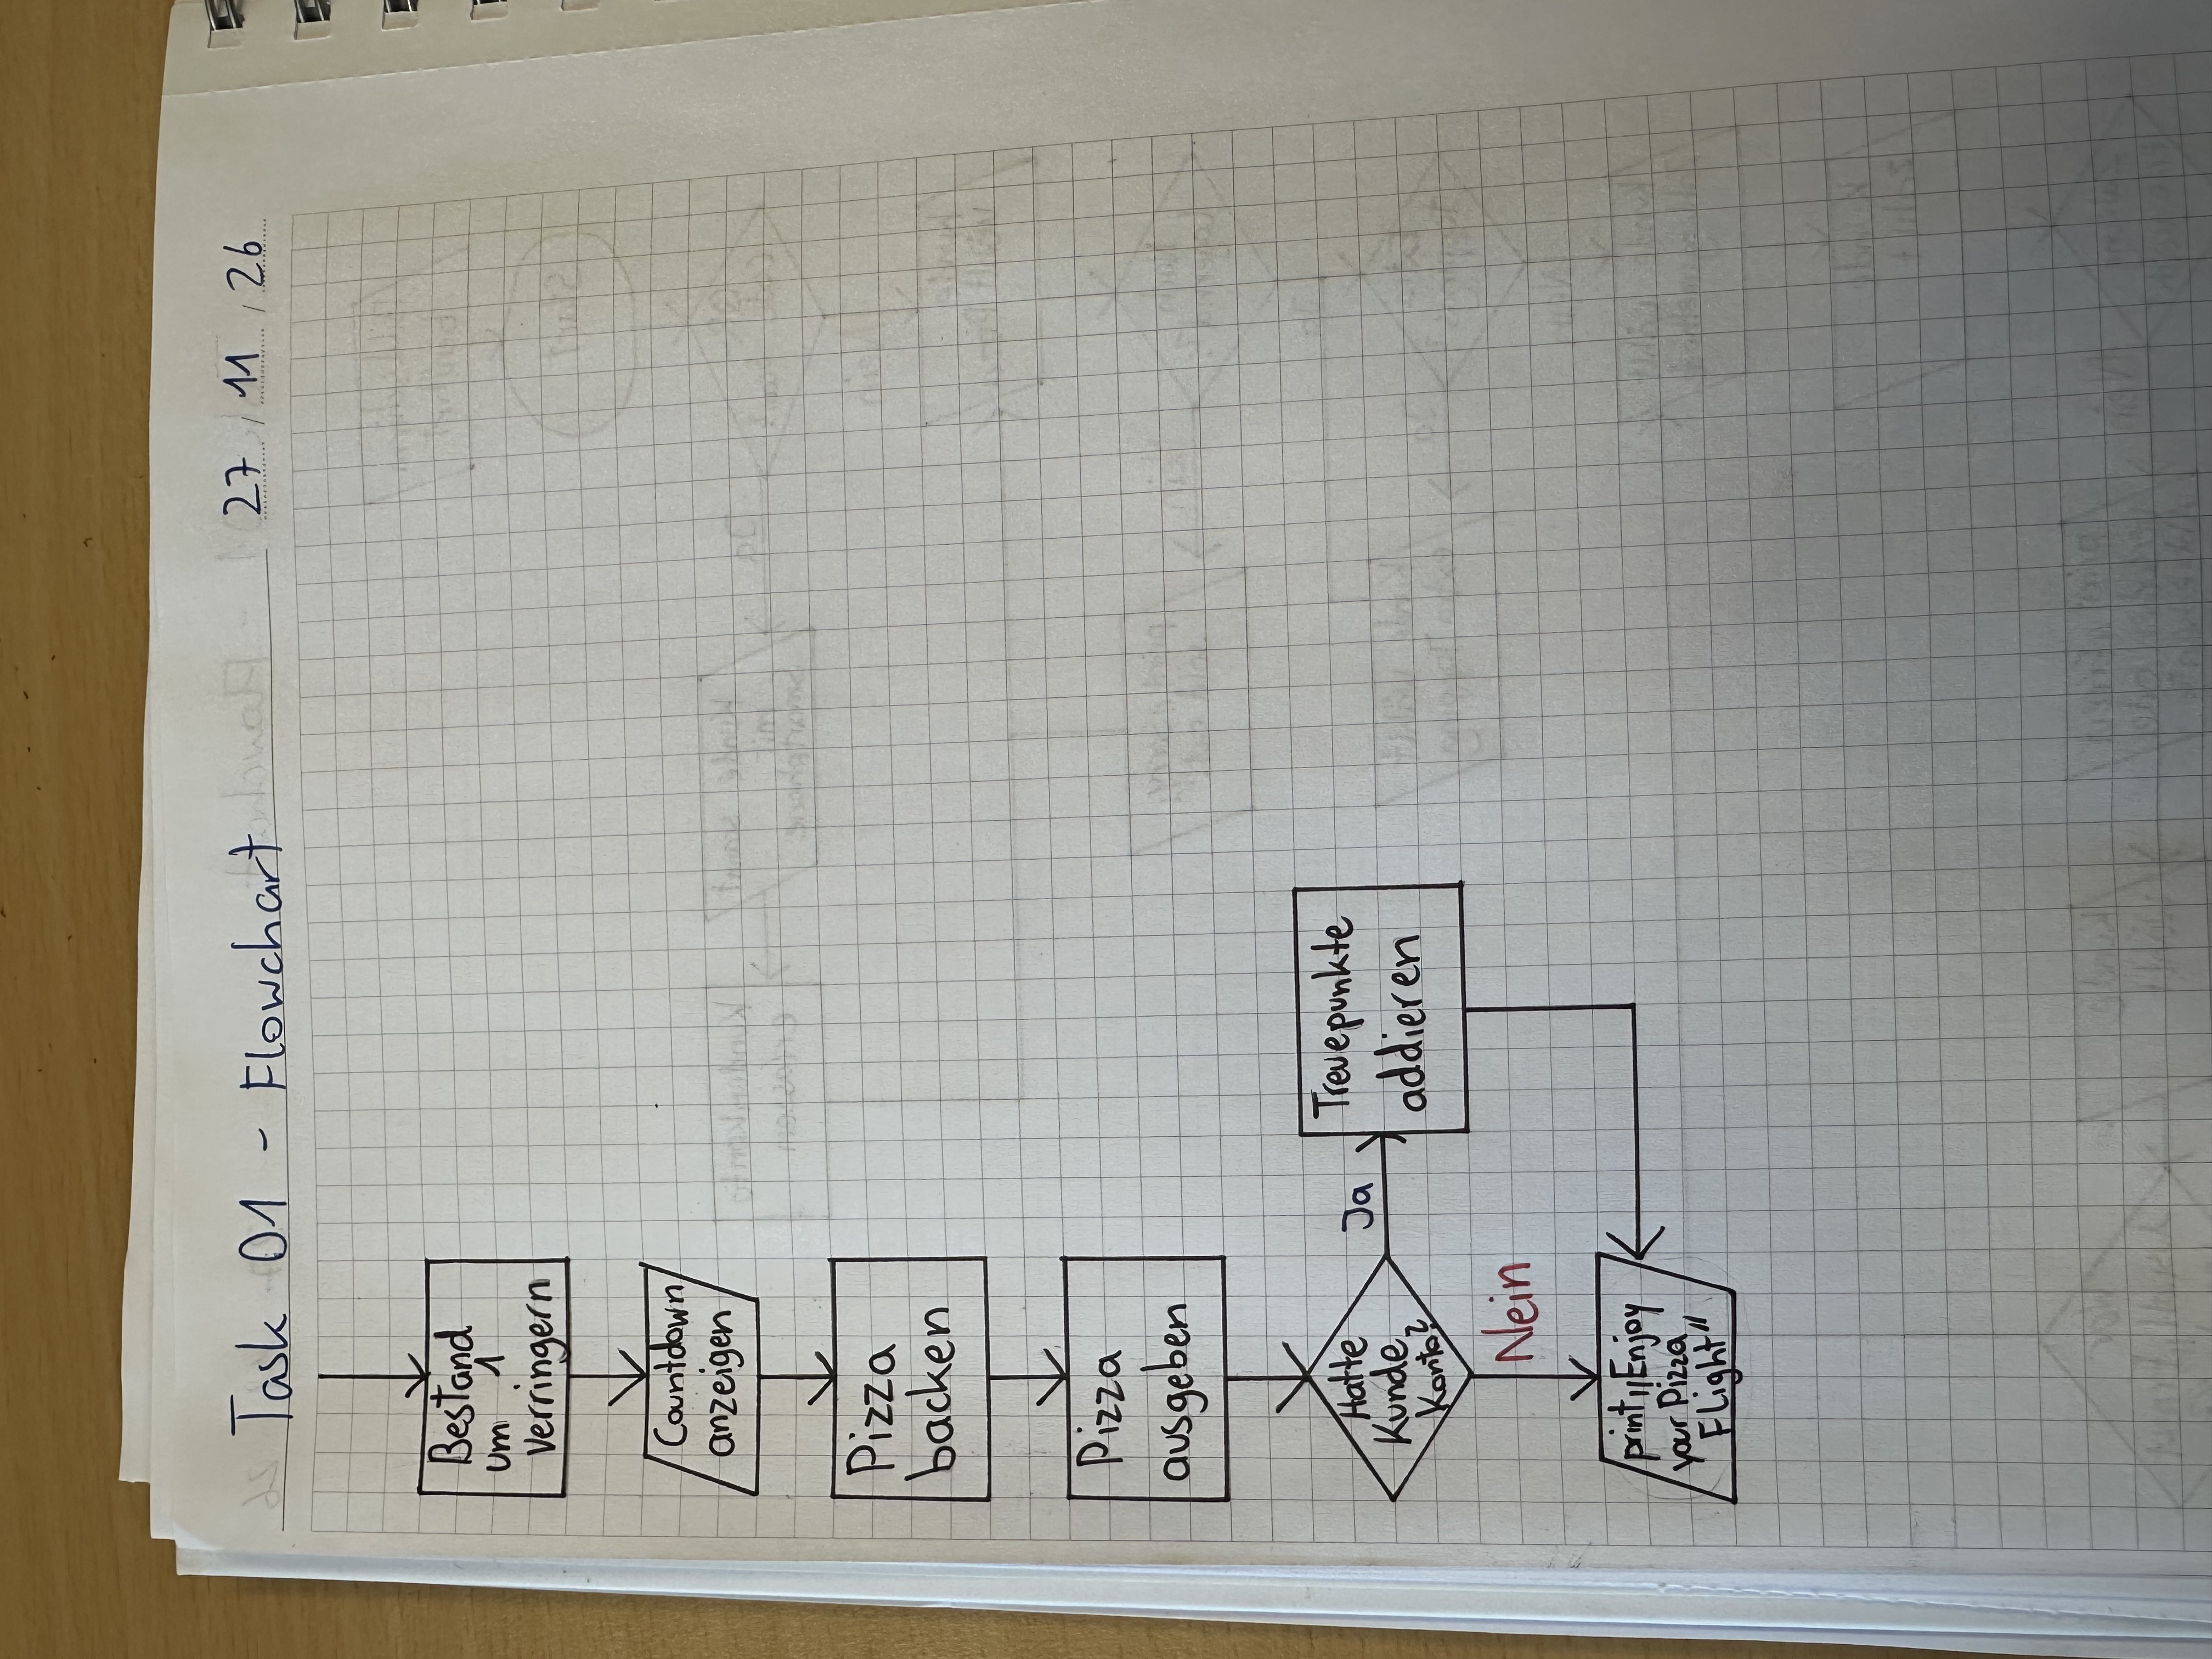 Task 01 - Flowchart 27 / 11 / 26
Bestand
um 1
verringern
Countdown
anzeigen
Pizza
backen
Pizza
ausgeben
Hatte
Kunde
Konto?
Ja
Treuepunkte
addieren
Nein
print „Enjoy
your Pizza
Flight"